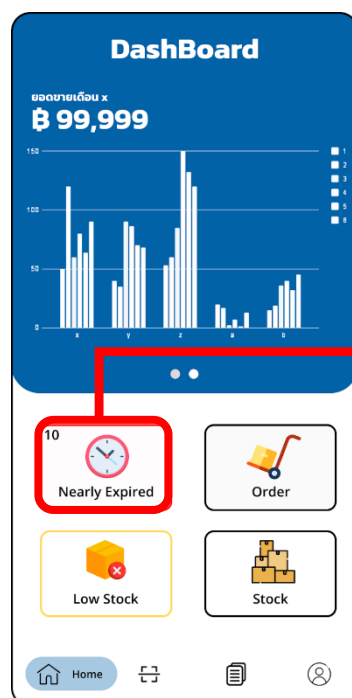 DashBoard
ยอดขายเดือน x
฿ 99,999
150
100
50
0
x y z a b
1
2
3
4
5
6
10
Nearly Expired
Order
Low Stock
Stock
Home